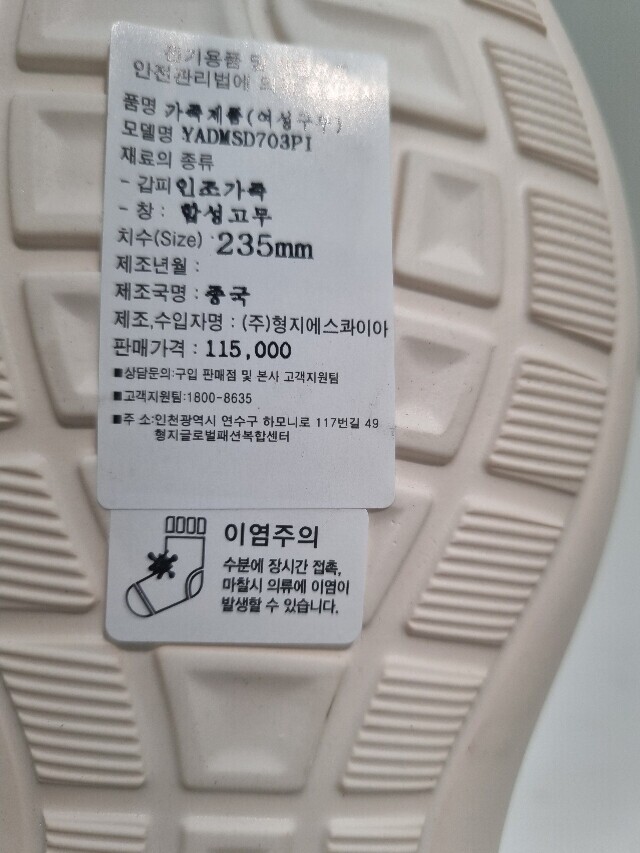 안전관리법에
품명 가죽제품(여성구두)
모델명 YADMSD703PI
재료의 종류
- 갑피 인조가죽
- 창 : 합성고무
치수(Size) 235mm
제조년월 :
제조국명 : 중국
제조,수입자명 : (주)형지에스콰이아
판매가격 : 115,000
■상담문의:구입 판매점 및 본사 고객지원팀
■고객지원팀:1800-8635
■주 소:인천광역시 연수구 하모니로 117번길 49
형지글로벌패션복합센터
이염주의
수분에 장시간 접촉,
마찰시 의류에 이염이
발생할 수 있습니다.